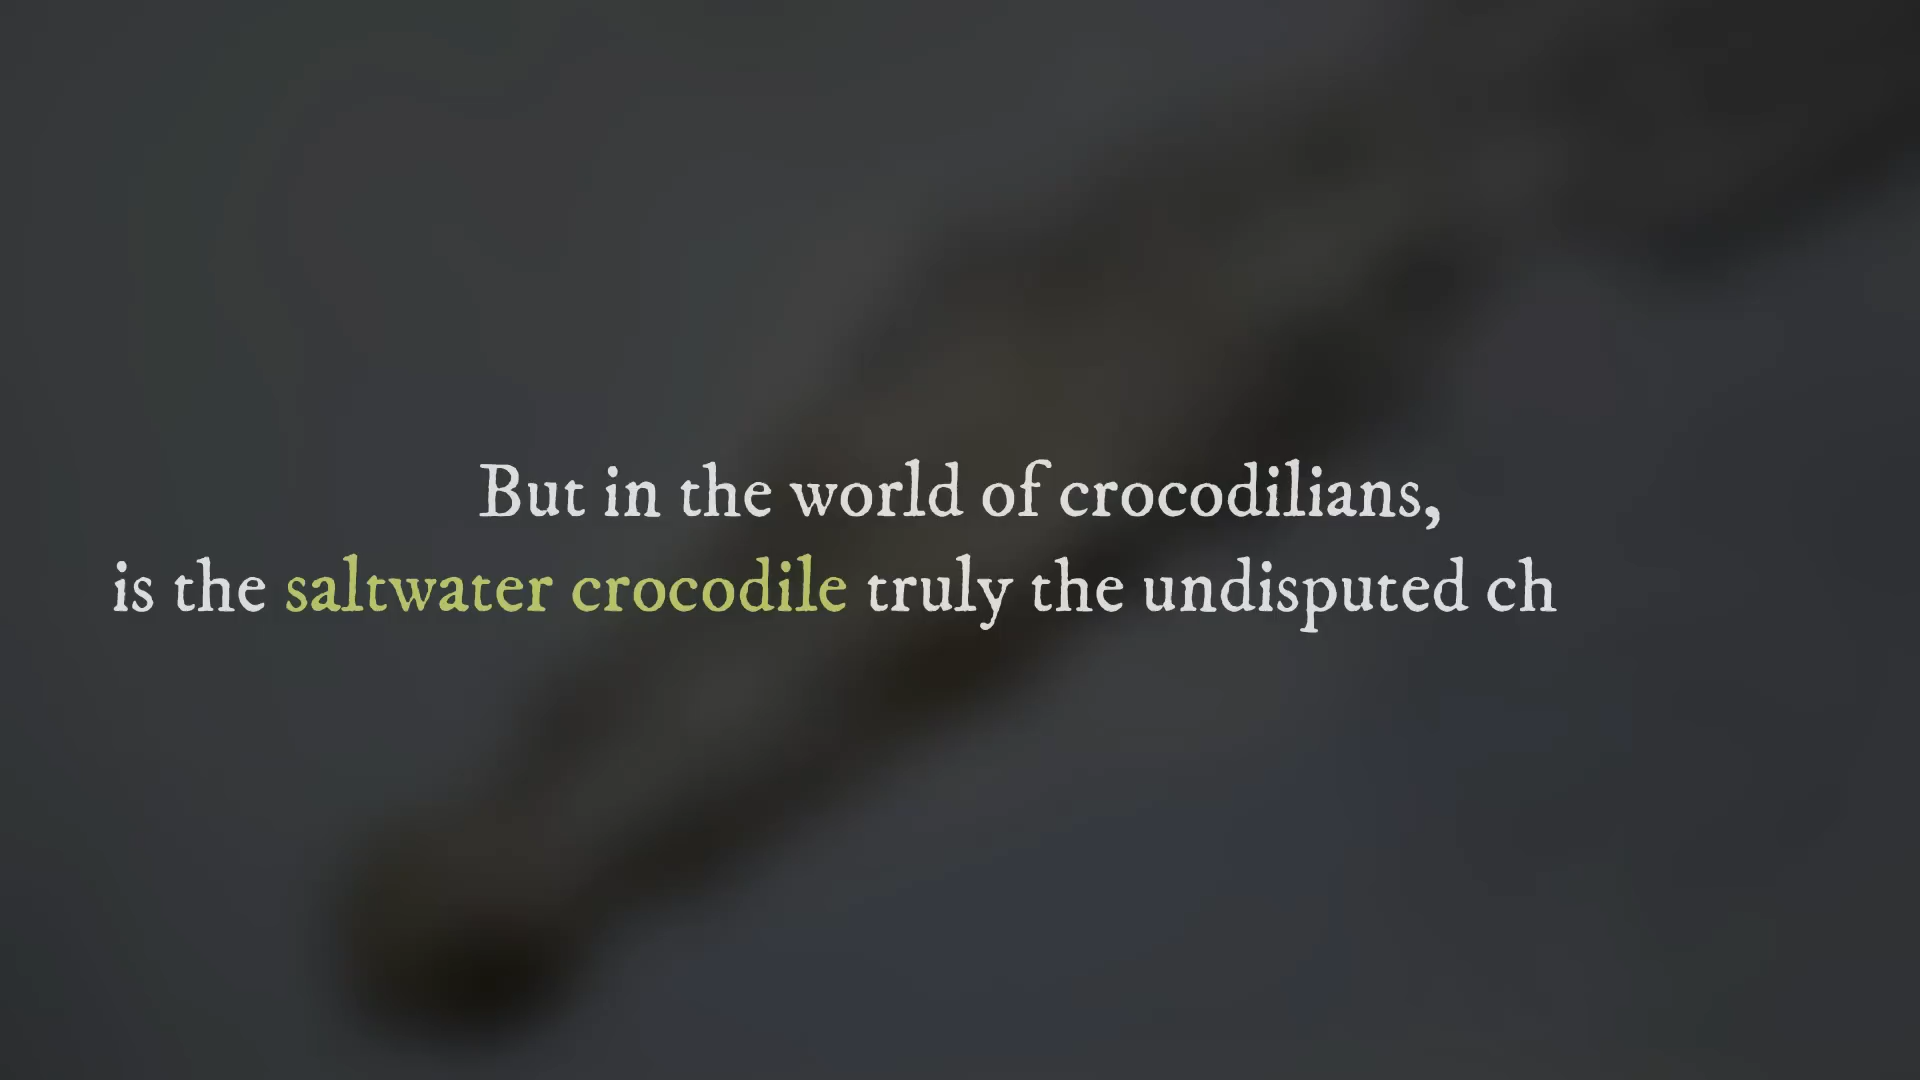 But in the world of crocodilians,
is the saltwater crocodile truly the undisputed ch